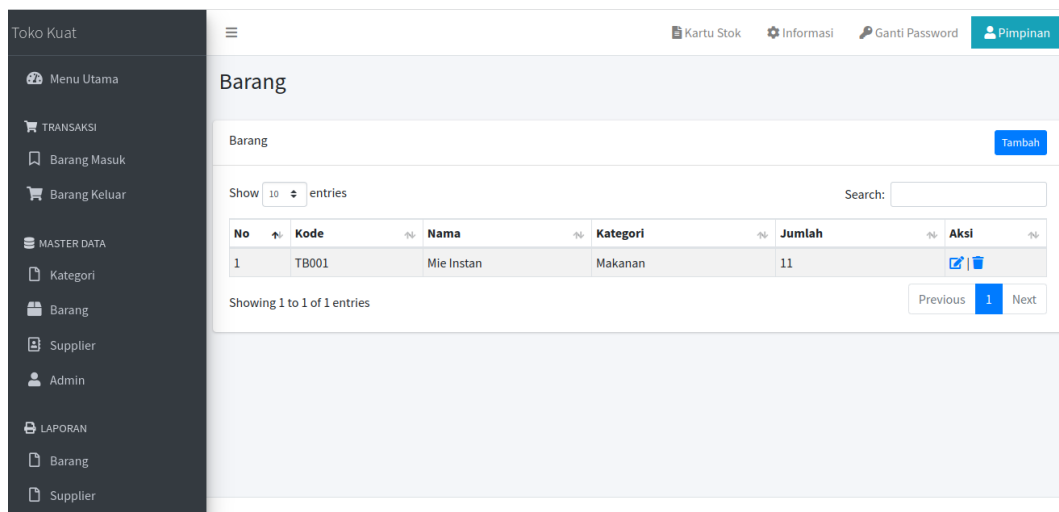 Toko Kuat
Kartu Stok Informasi Ganti Password Pimpinan
Menu Utama
TRANSAKSI
Barang Masuk
Barang Keluar
MASTER DATA
Kategori
Barang
Supplier
Admin
LAPORAN
Barang
Supplier
Barang
Barang Tambah
Show 10 entries Search:
No Kode Nama Kategori Jumlah Aksi
1 TB001 Mie Instan Makanan 11 |
Showing 1 to 1 of 1 entries Previous 1 Next